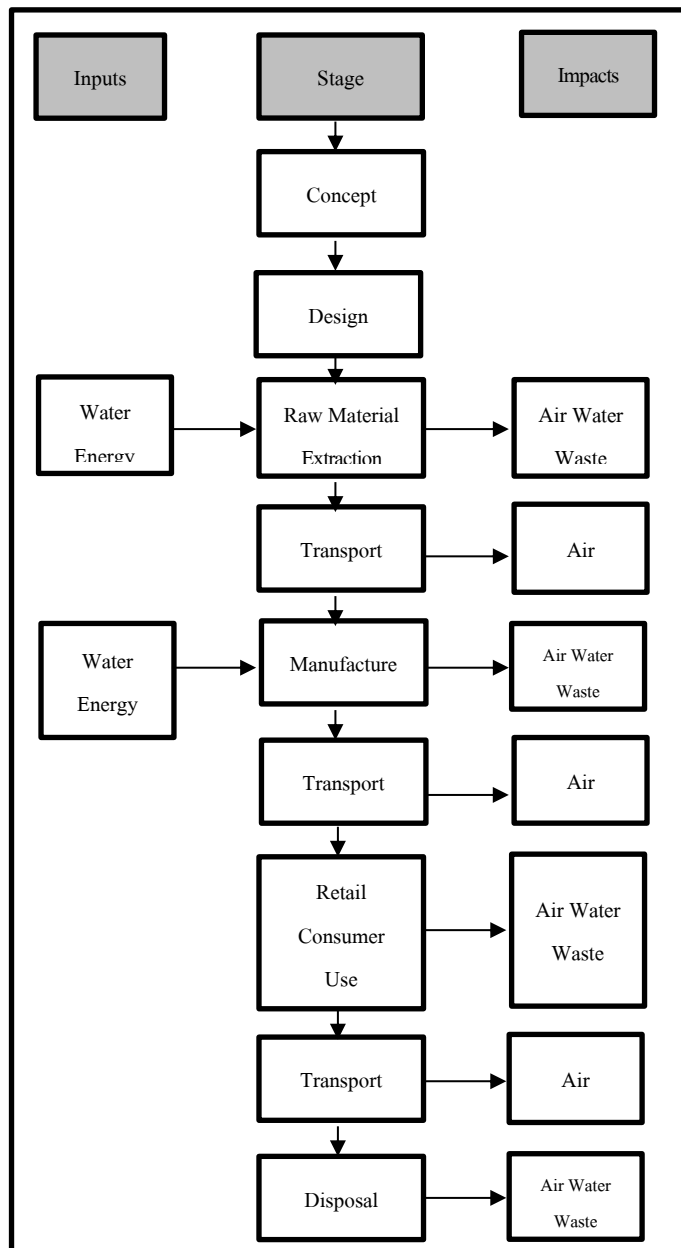 Inputs
Stage
Impacts
Concept
Design
Water
Energy
Raw Material
Extraction
Air Water
Waste
Transport
Air
Water
Energy
Manufacture
Air Water
Waste
Transport
Air
Retail
Consumer
Use
Air Water
Waste
Transport
Air
Disposal
Air Water
Waste